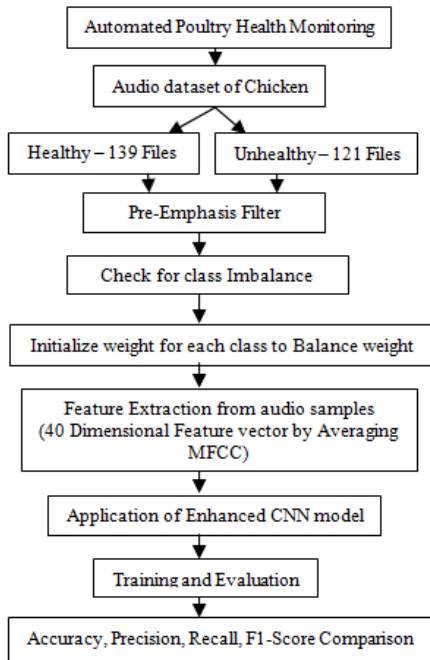 Automated Poultry Health Monitoring
Audio dataset of Chicken
Healthy – 139 Files
Unhealthy – 121 Files
Pre-Emphasis Filter
Check for class Imbalance
Initialize weight for each class to Balance weight
Feature Extraction from audio samples
(40 Dimensional Feature vector by Averaging
MFCC)
Application of Enhanced CNN model
Training and Evaluation
Accuracy, Precision, Recall, F1-Score Comparison